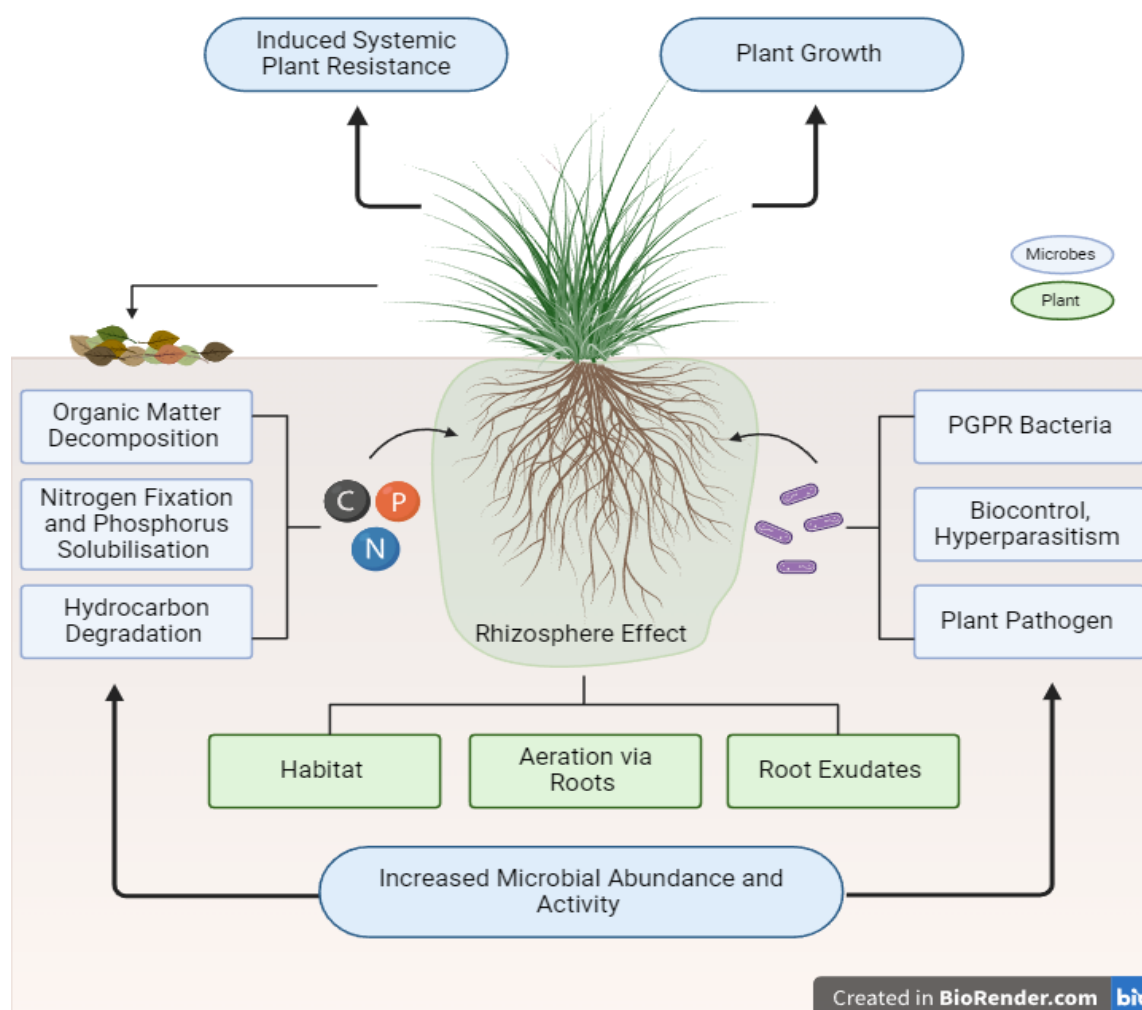 Induced Systemic
Plant Resistance
Plant Growth
Microbes
Plant
Organic Matter
Decomposition
PGPR Bacteria
C
P
N
Nitrogen Fixation
and Phosphorus
Solubilisation
Biocontrol,
Hyperparasitism
Hydrocarbon
Degradation
Plant Pathogen
Rhizosphere Effect
Habitat
Aeration via
Roots
Root Exudates
Increased Microbial Abundance and
Activity
Created in BioRender.com